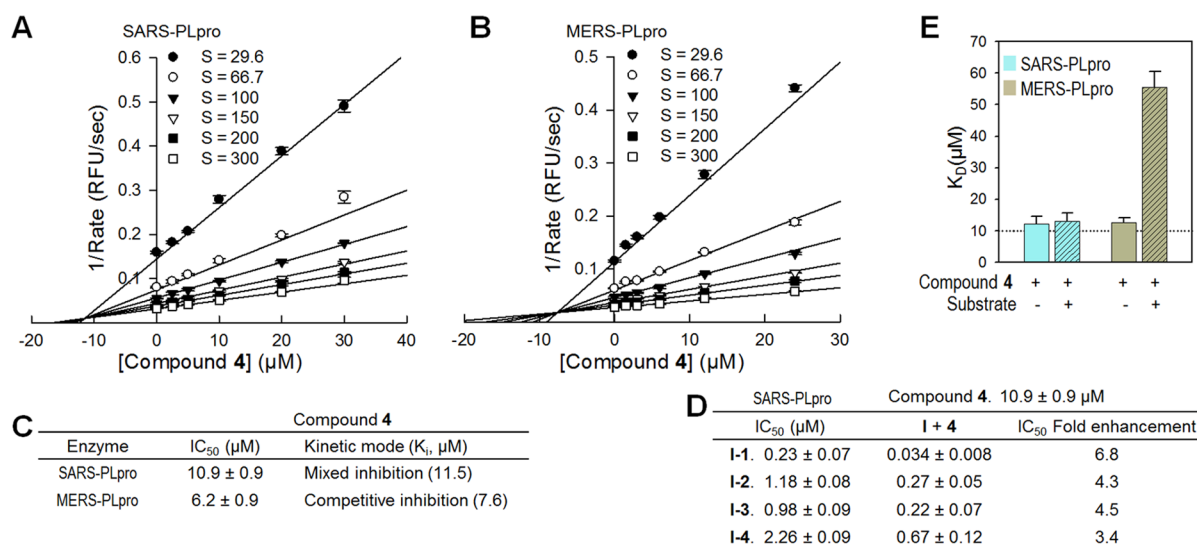 A
SARS-PLpro
S = 29.6
S = 66.7
S = 100
S = 150
S = 200
S = 300
1/Rate (RFU/sec)
0.6
0.5
0.4
0.3
0.2
0.1
-20 -10 0 10 20 30 40
[Compound 4] (µM)
B
MERS-PLpro
S = 29.6
S = 66.7
S = 100
S = 150
S = 200
S = 300
1/Rate (RFU/sec)
0.5
0.4
0.3
0.2
0.1
-20 -10 0 10 20 30
[Compound 4] (µM)
E
SARS-PLpro
MERS-PLpro
K_D(µM)
70
60
50
40
30
20
10
0
Compound 4 + + + +
Substrate - + - +
C
Compound 4
Enzyme IC50 (µM) Kinetic mode (Ki, µM)
SARS-PLpro 10.9 ± 0.9 Mixed inhibition (11.5)
MERS-PLpro 6.2 ± 0.9 Competitive inhibition (7.6)
D
SARS-PLpro Compound 4. 10.9 ± 0.9 µM
IC50 (µM) I + 4 IC50 Fold enhancement
I-1. 0.23 ± 0.07 0.034 ± 0.008 6.8
I-2. 1.18 ± 0.08 0.27 ± 0.05 4.3
I-3. 0.98 ± 0.09 0.22 ± 0.07 4.5
I-4. 2.26 ± 0.09 0.67 ± 0.12 3.4